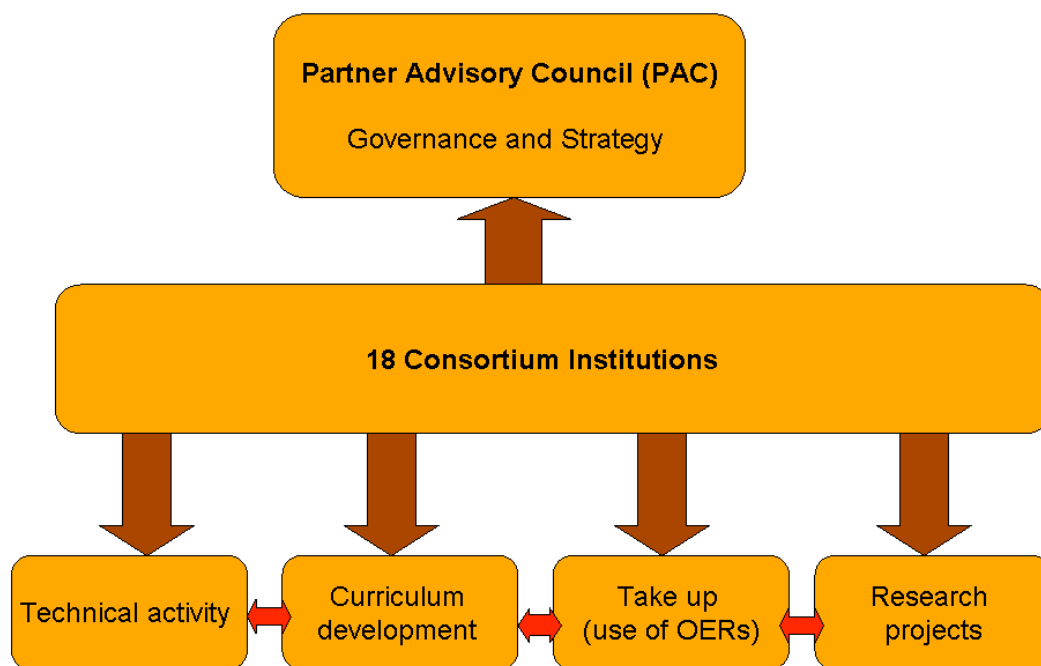 Partner Advisory Council (PAC)
Governance and Strategy
18 Consortium Institutions
Technical activity
Curriculum
development
Take up
(use of OERs)
Research
projects